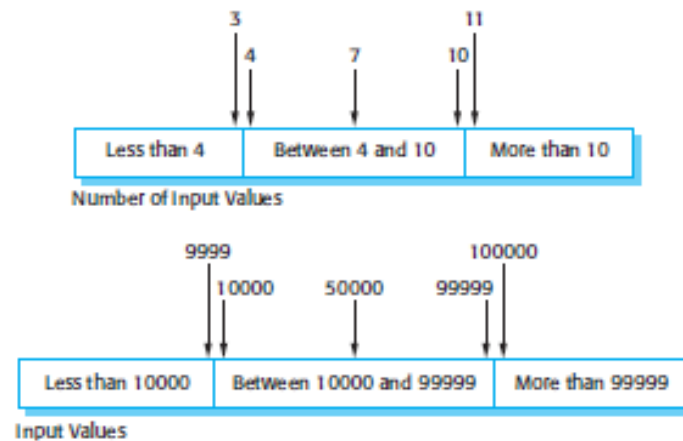 3 11
4 7 10
Less than 4 Between 4 and 10 More than 10
Number of Input Values
9999 100000
10000 50000 99999
Less than 10000 Between 10000 and 99999 More than 99999
Input Values